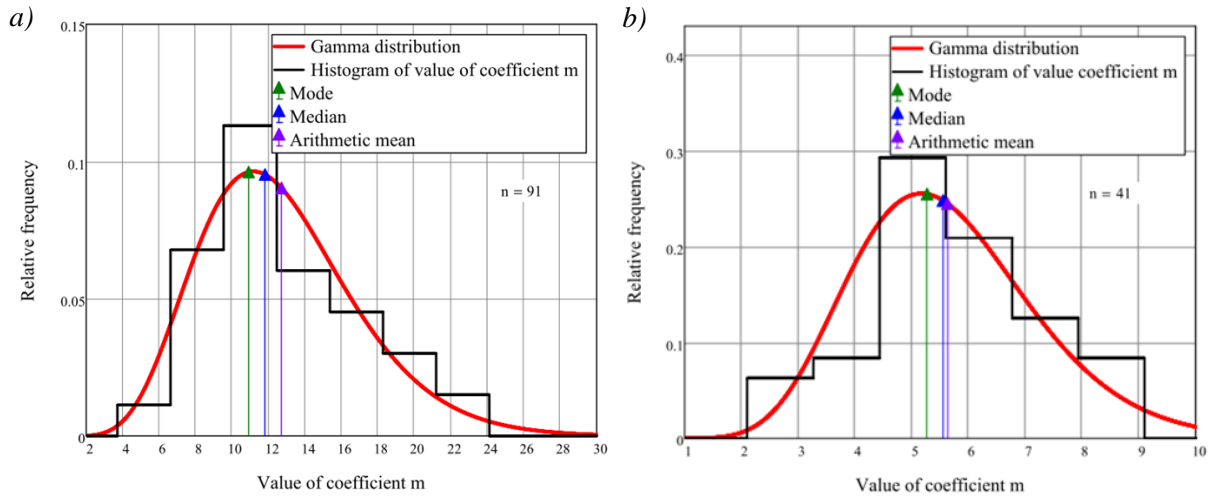 a)
0.15
Gamma distribution
Histogram of value of coefficient m
Mode
Median
Arithmetic mean
0.1
n = 91
Relative frequency
0.05
0
2 4 6 8 10 12 14 16 18 20 22 24 26 28 30
Value of coefficient m
b)
0.4
Gamma distribution
Histogram of value coefficient m
Mode
Median
Arithmetic mean
0.3
n = 41
Relative frequency
0.2
0.1
0
1 2 3 4 5 6 7 8 9 10
Value of coefficient m